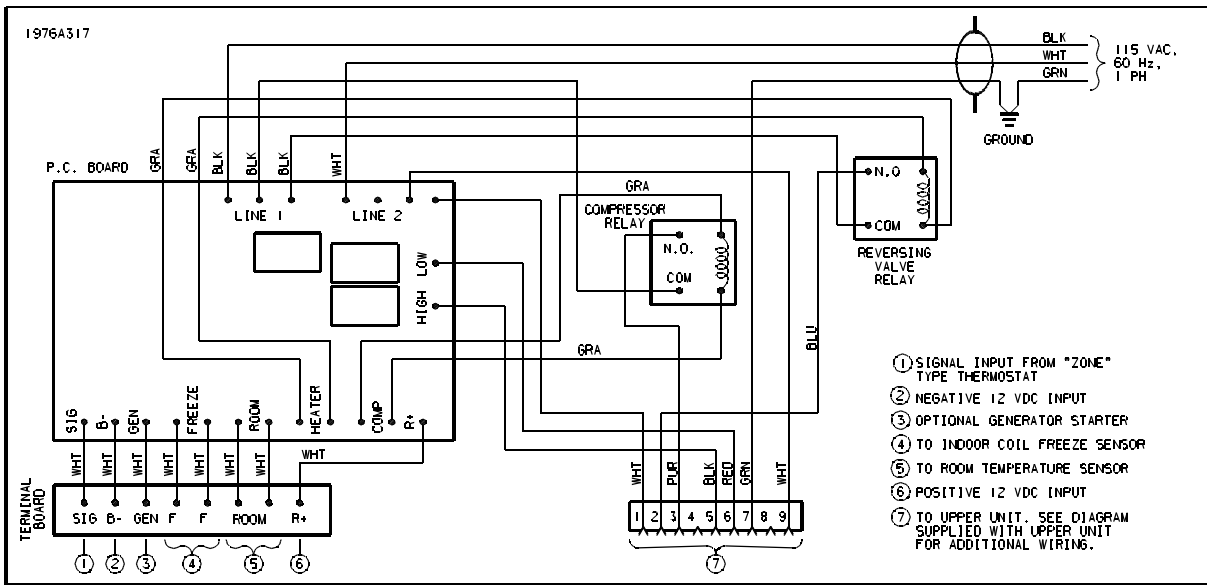 1976A317
BLK
WHT
GRN
115 VAC,
60 Hz,
1 PH
GROUND
P.C. BOARD
GRA
GRA
BLK
BLK
BLK
WHT
LINE 1
LINE 2
LOW
HIGH
GRA
COMPRESSOR
RELAY
N.O.
COM
GRA
N.O
COM
REVERSING
VALVE
RELAY
BLU
SIG
B-
GEN
FREEZE
ROOM
HEATER
COMP
R+
WHT
WHT
WHT
WHT
WHT
WHT
WHT
WHT
TERMINAL
BOARD
SIG B- GEN F F ROOM R+
1 2 3 4 5 6
WHT
PUR
BLK
RED
GRN
WHT
1 2 3 4 5 6 7 8 9
7
1 SIGNAL INPUT FROM "ZONE"
TYPE THERMOSTAT
2 NEGATIVE 12 VDC INPUT
3 OPTIONAL GENERATOR STARTER
4 TO INDOOR COIL FREEZE SENSOR
5 TO ROOM TEMPERATURE SENSOR
6 POSITIVE 12 VDC INPUT
7 TO UPPER UNIT. SEE DIAGRAM
SUPPLIED WITH UPPER UNIT
FOR ADDITIONAL WIRING.